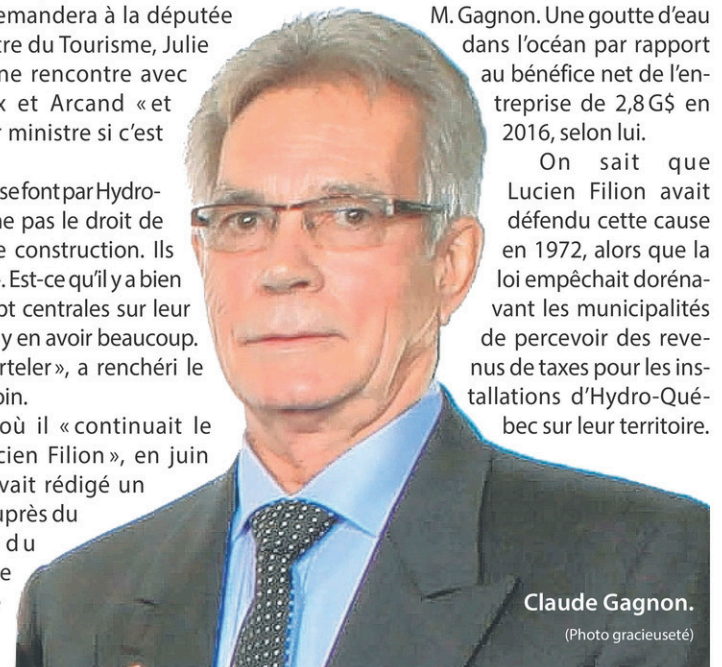 emandera à la députée
tre du Tourisme, Julie
ne rencontre avec
x et Arcand « et
r ministre si c'est
se font par Hydro-
ne pas le droit de
e construction. Ils
. Est-ce qu'il y a bien
pt centrales sur leur
y en avoir beaucoup.
rteler », a renchéri le
oin.
où il « continuait le
cien Filion », en juin
vait rédigé un
uprès du
du
e
M. Gagnon. Une goutte d'eau
dans l'océan par rapport
au bénéfice net de l'en-
treprise de 2,8 G$ en
2016, selon lui.
On sait que
Lucien Filion avait
défendu cette cause
en 1972, alors que la
loi empêchait doréna-
vant les municipalités
de percevoir des reve-
nus de taxes pour les ins-
tallations d'Hydro-Qué-
bec sur leur territoire.
Claude Gagnon.
(Photo gracieuseté)